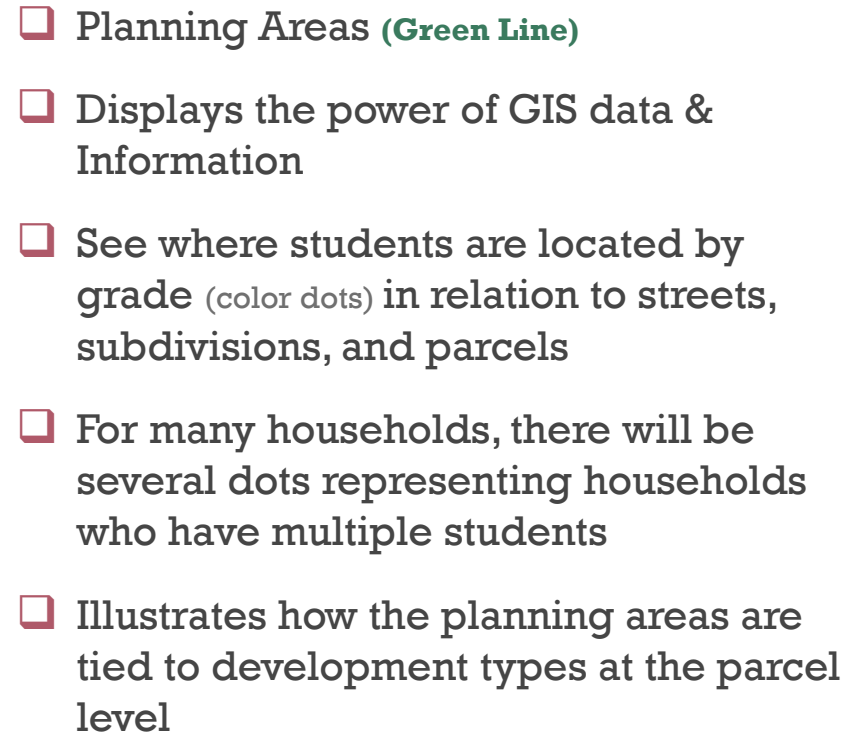 Planning Areas (Green Line)
Displays the power of GIS data &
Information
See where students are located by
grade (color dots) in relation to streets,
subdivisions, and parcels
For many households, there will be
several dots representing households
who have multiple students
Illustrates how the planning areas are
tied to development types at the parcel
level